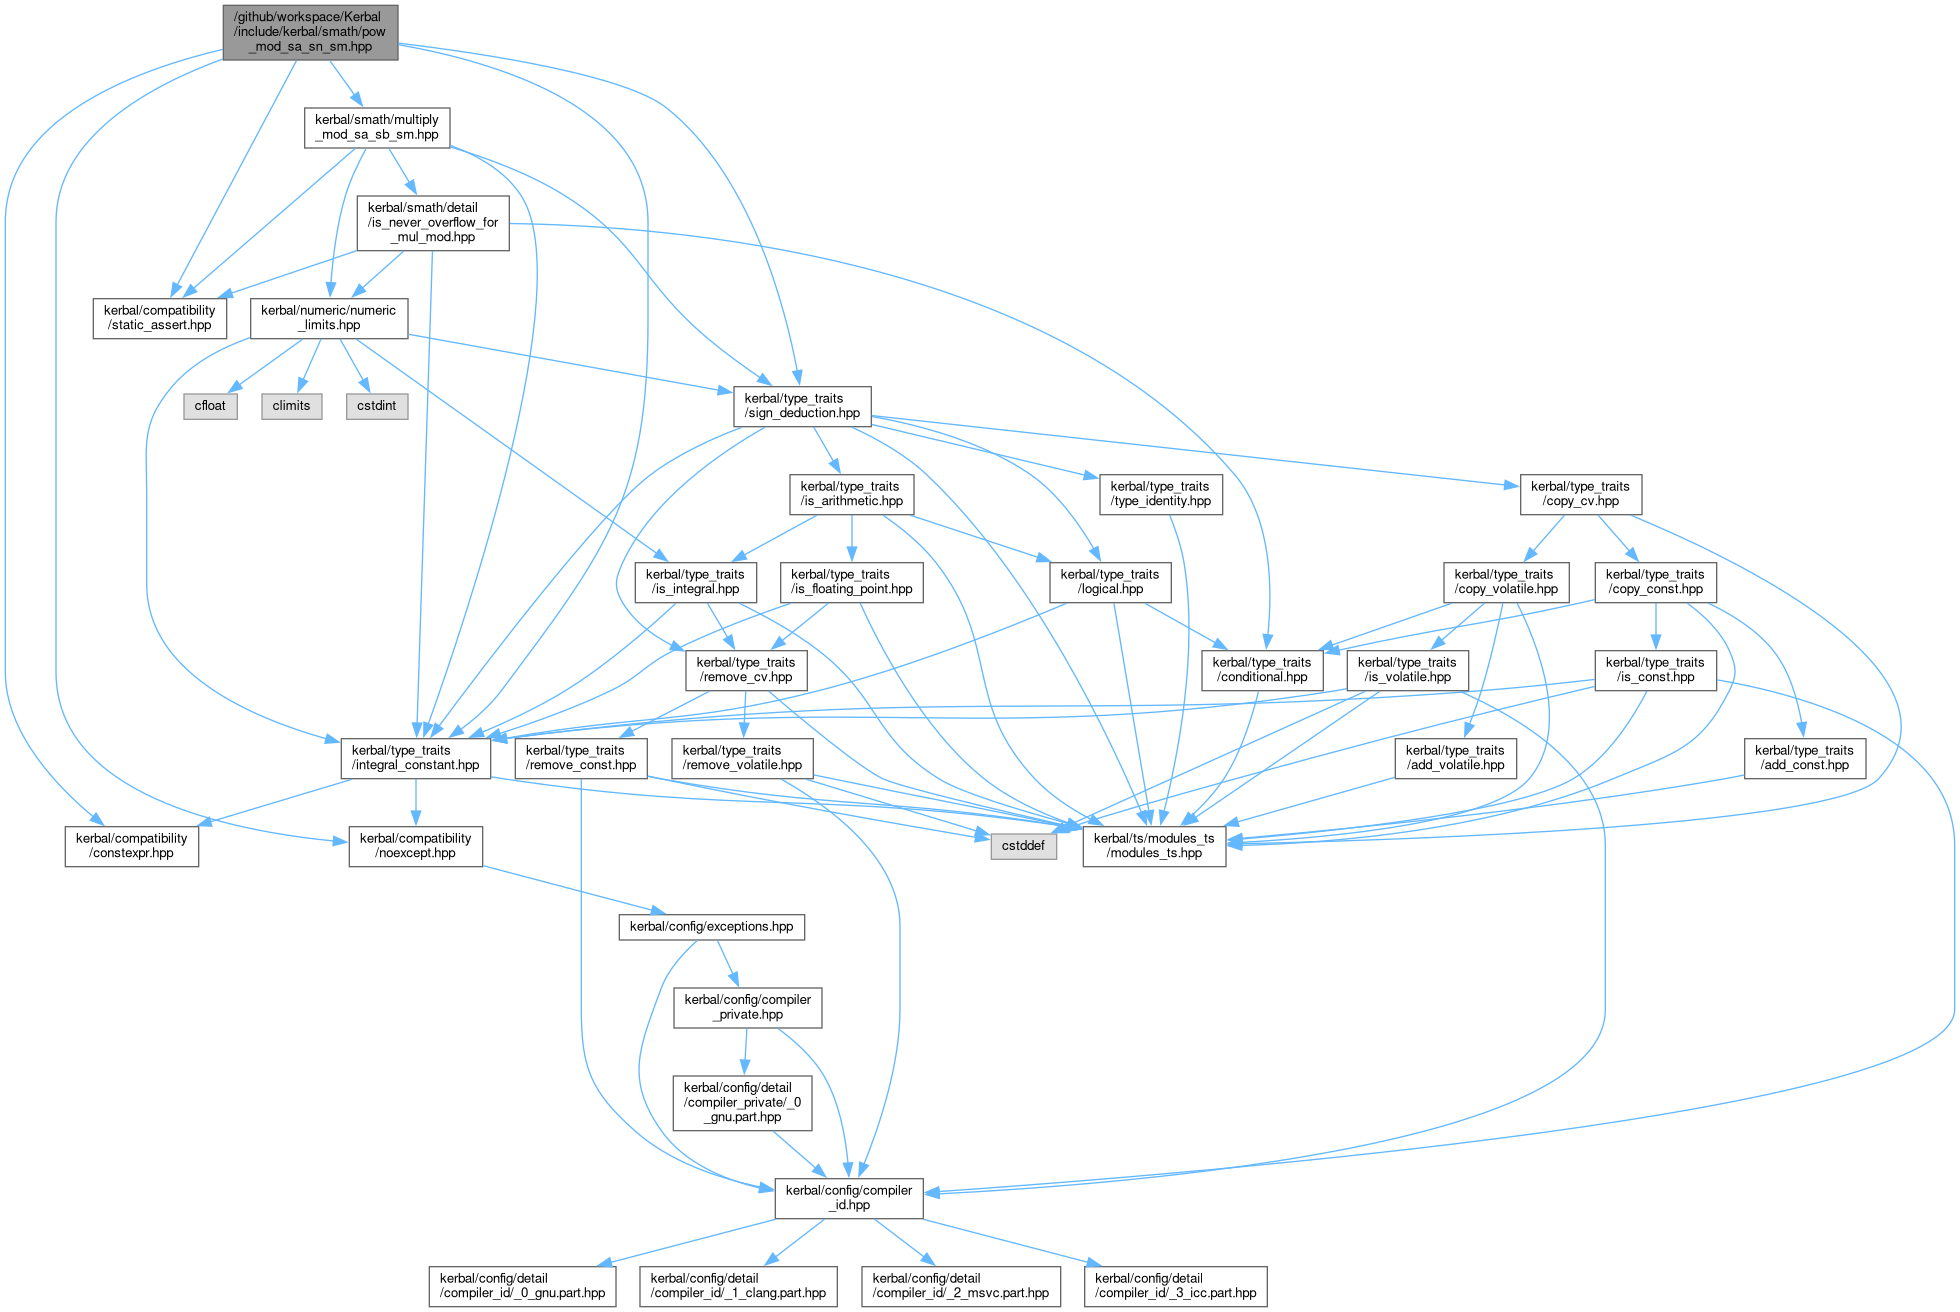 /github/workspace/Kerbal
/include/kerbal/smath/pow
_mod_sa_sn_sm.hpp
kerbal/smath/multiply
_mod_sa_sb_sm.hpp
kerbal/smath/detail
/is_never_overflow_for
_mul_mod.hpp
kerbal/compatibility
/static_assert.hpp
kerbal/numeric/numeric
_limits.hpp
cfloat
climits
cstdint
kerbal/type_traits
/sign_deduction.hpp
kerbal/type_traits
/is_arithmetic.hpp
kerbal/type_traits
/type_identity.hpp
kerbal/type_traits
/copy_cv.hpp
kerbal/type_traits
/is_integral.hpp
kerbal/type_traits
/is_floating_point.hpp
kerbal/type_traits
/logical.hpp
kerbal/type_traits
/copy_volatile.hpp
kerbal/type_traits
/copy_const.hpp
kerbal/type_traits
/remove_cv.hpp
kerbal/type_traits
/conditional.hpp
kerbal/type_traits
/is_volatile.hpp
kerbal/type_traits
/is_const.hpp
kerbal/type_traits
/integral_constant.hpp
kerbal/type_traits
/remove_const.hpp
kerbal/type_traits
/remove_volatile.hpp
kerbal/type_traits
/add_volatile.hpp
kerbal/type_traits
/add_const.hpp
kerbal/compatibility
/constexpr.hpp
kerbal/compatibility
/noexcept.hpp
cstddef
kerbal/ts/modules_ts
/modules_ts.hpp
kerbal/config/exceptions.hpp
kerbal/config/compiler
_private.hpp
kerbal/config/detail
/compiler_private/_0
_gnu.part.hpp
kerbal/config/compiler
_id.hpp
kerbal/config/detail
/compiler_id/_0_gnu.part.hpp
kerbal/config/detail
/compiler_id/_1_clang.part.hpp
kerbal/config/detail
/compiler_id/_2_msvc.part.hpp
kerbal/config/detail
/compiler_id/_3_icc.part.hpp